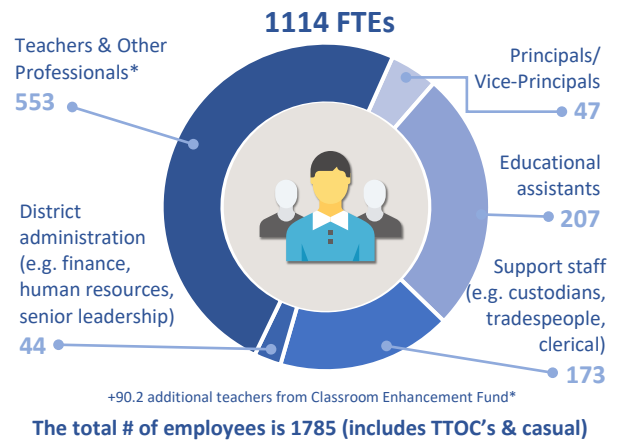 1114 FTEs
Teachers & Other
Professionals*
553
Principals/
Vice-Principals
47
Educational
assistants
207
District
administration
(e.g. finance,
human resources,
senior leadership)
44
Support staff
(e.g. custodians,
tradespeople,
clerical)
173
+90.2 additional teachers from Classroom Enhancement Fund*
The total # of employees is 1785 (includes TTOC's & casual)